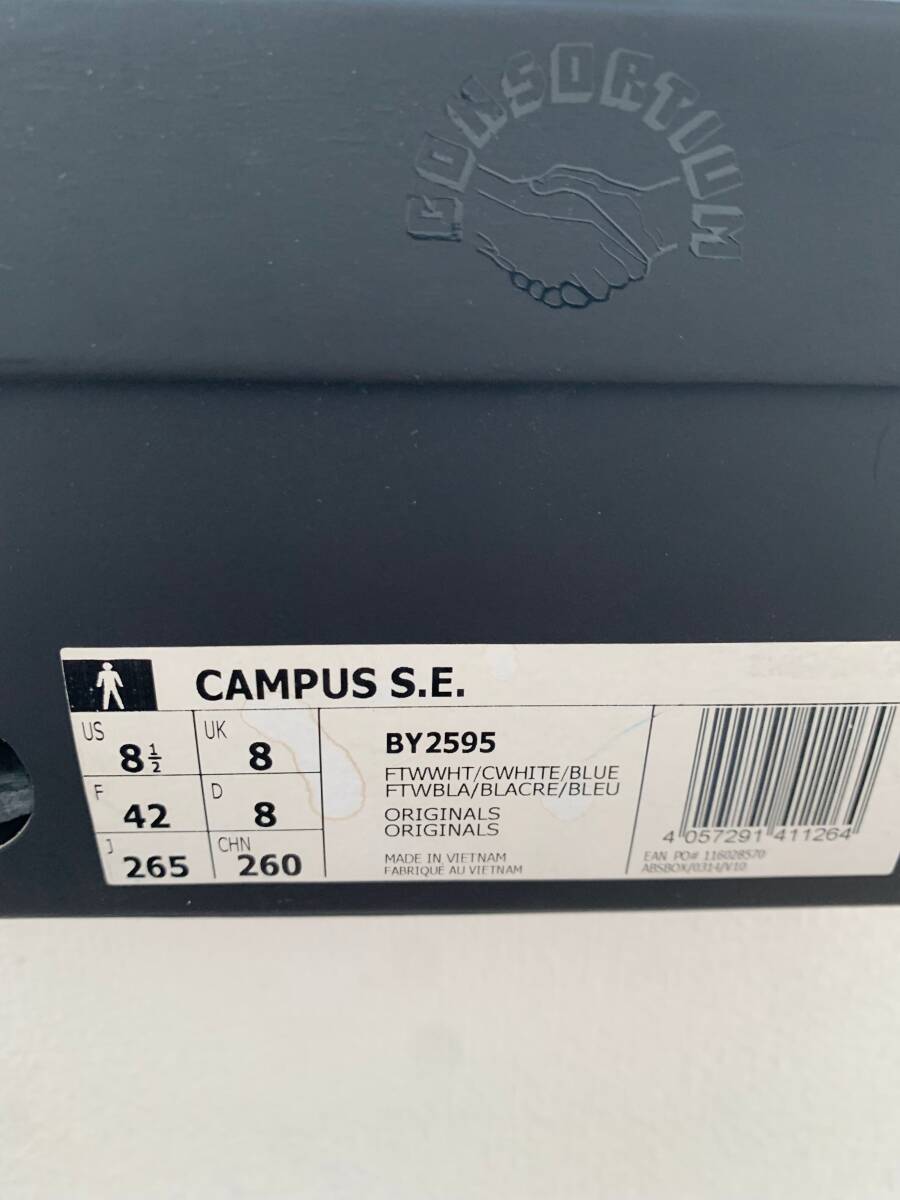 CONSORTIUM
CAMPUS S.E.
US 8½ UK 8
F 42 D 8
J 265 CHN 260
BY2595
FTWWHT/CWHITE/BLUE
FTWBLA/BLACRE/BLEU
ORIGINALS
ORIGINALS
MADE IN VIETNAM
FABRIQUE AU VIETNAM
4 057291 411264
EAN PO# 116028570
ABSBOX/0314/V10